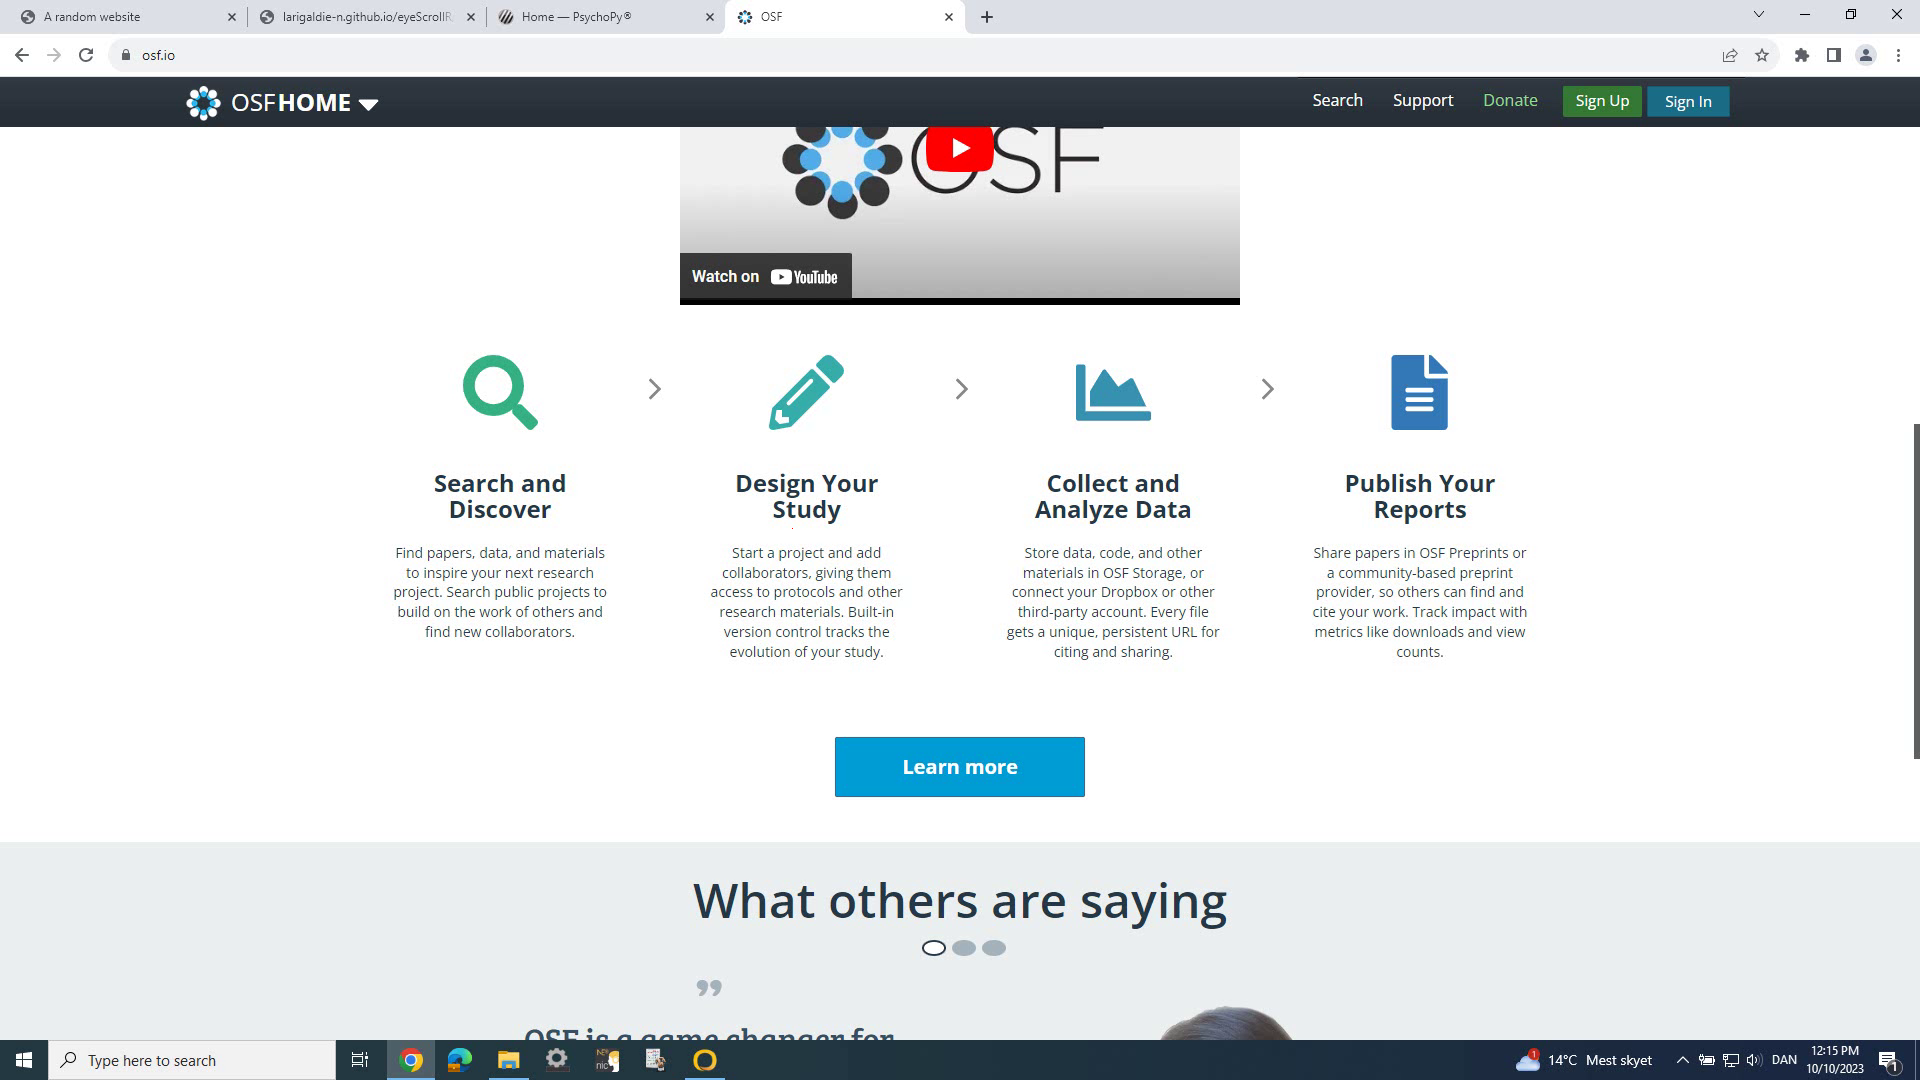 A random website
larigaldie-n.github.io/eyeScrollR
Home — PsychoPy®
OSF
osf.io
OSFHOME
Search
Support
Donate
Sign Up
Sign In
OSF
Watch on YouTube
Search and
Discover
Find papers, data, and materials
to inspire your next research
project. Search public projects to
build on the work of others and
find new collaborators.
Design Your
Study
Start a project and add
collaborators, giving them
access to protocols and other
research materials. Built-in
version control tracks the
evolution of your study.
Collect and
Analyze Data
Store data, code, and other
materials in OSF Storage, or
connect your Dropbox or other
third-party account. Every file
gets a unique, persistent URL for
citing and sharing.
Publish Your
Reports
Share papers in OSF Preprints or
a community-based preprint
provider, so others can find and
cite your work. Track impact with
metrics like downloads and view
counts.
Learn more
What others are saying
”
OSF is a game changer for
Type here to search
1
14°C Mest skyet
DAN
12:15 PM
10/10/2023
1